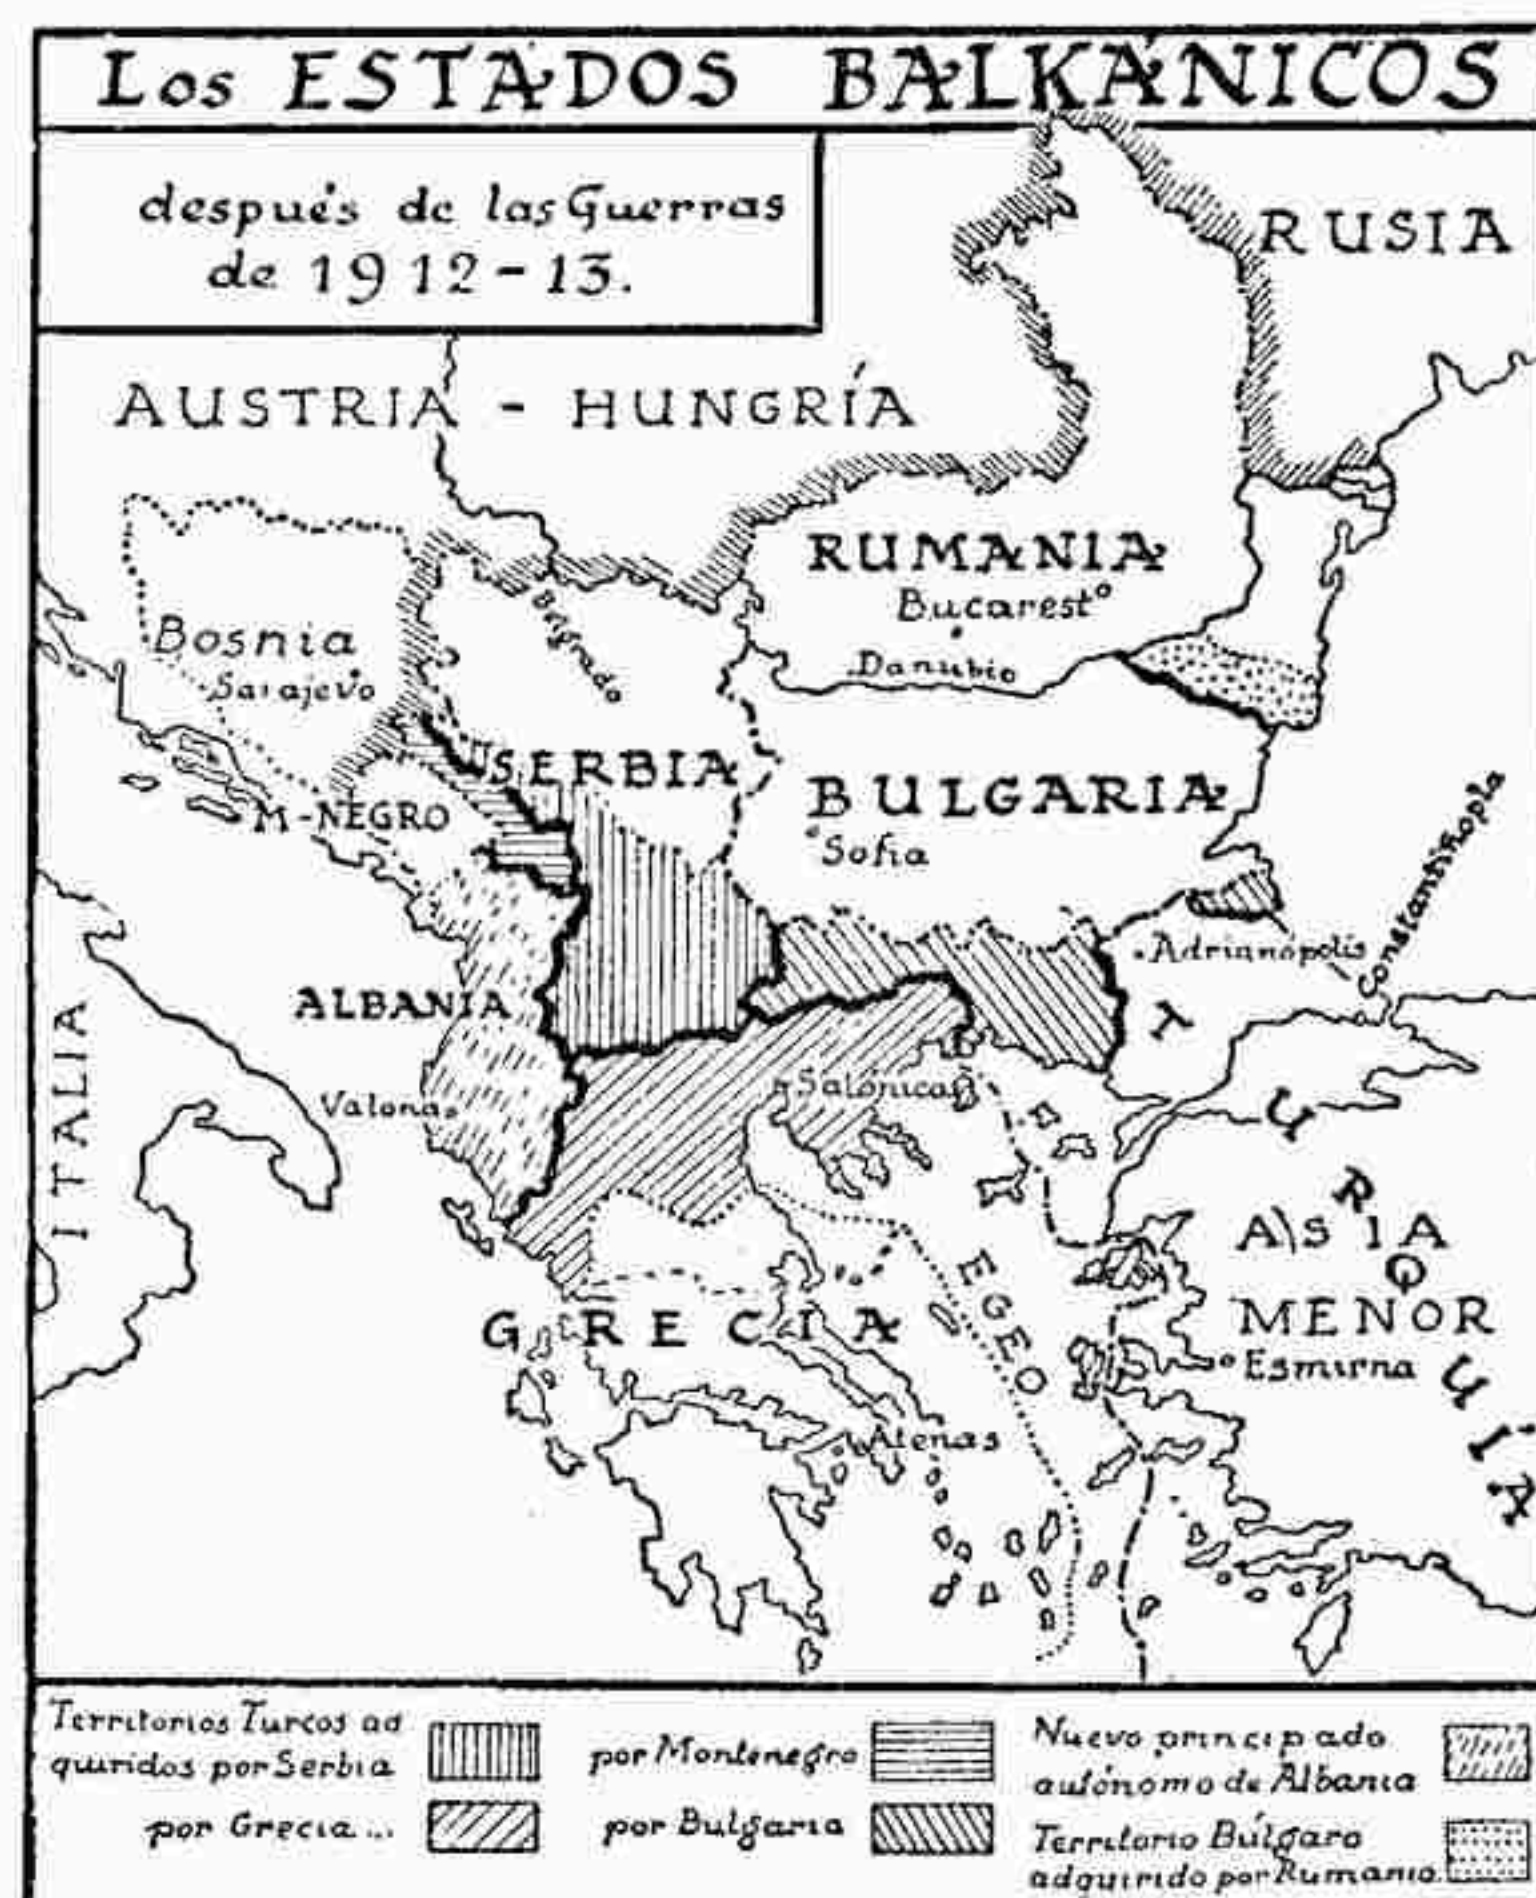 Los ESTADOS BALKÁNICOS
después de las Guerras
de 1912-13.
RUSIA
AUSTRIA - HUNGRÍA
RUMANIA
Bucarest
Belgrado
Bosnia
Sarajevo
Danubio
SERBIA
BULGARIA
Sofia
M-NEGRO
Constantinopla
Adrianópolis
ALBANIA
ITALIA
TURQUÍA
Salónica
Valona
ASIA
MENOR
EGEO
GRECIA
Esmirna
Atenas
Territorios Turcos ad
quiridos por Serbia
por Montenegro
Nuevo principado
autónomo de Albania
por Grecia...
por Bulgaria
Territorio Búlgaro
adquirido por Rumania